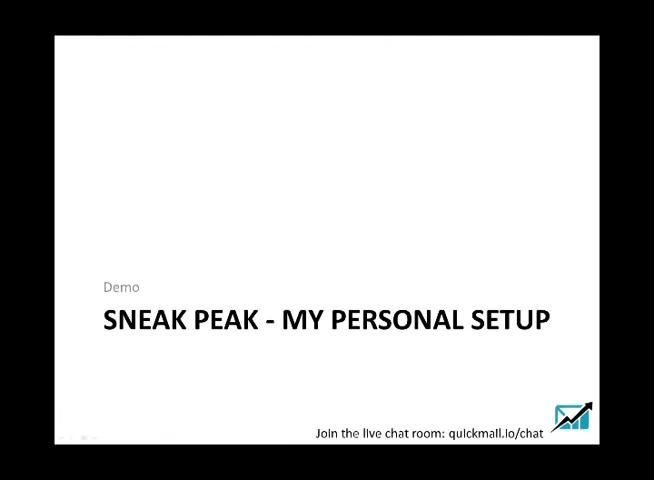 Demo
SNEAK PEAK - MY PERSONAL SETUP
Join the live chat room: quickmail.io/chat